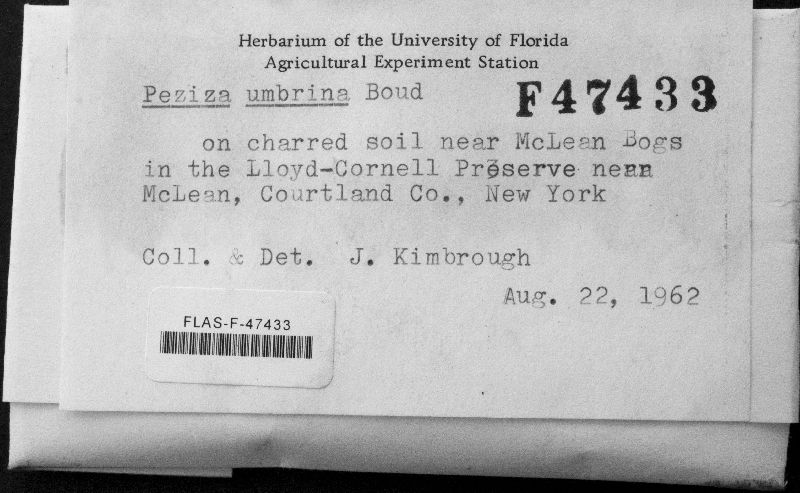 Herbarium of the University of Florida
Agricultural Experiment Station
Peziza umbrina Boud
F47433
on charred soil near McLean Bogs
in the Lloyd-Cornell Preserve near
McLean, Courtland Co., New York
Coll. & Det. J. Kimbrough
Aug. 22, 1962
FLAS-F-47433